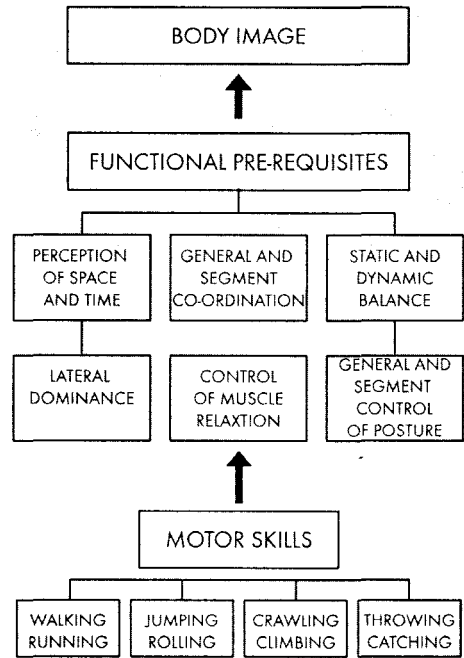 BODY IMAGE
FUNCTIONAL PRE-REQUISITES
PERCEPTION
OF SPACE
AND TIME
GENERAL AND
SEGMENT
CO-ORDINATION
STATIC AND
DYNAMIC
BALANCE
LATERAL
DOMINANCE
CONTROL
OF MUSCLE
RELAXTION
GENERAL AND
SEGMENT
CONTROL
OF POSTURE
MOTOR SKILLS
WALKING
RUNNING
JUMPING
ROLLING
CRAWLING
CLIMBING
THROWING
CATCHING